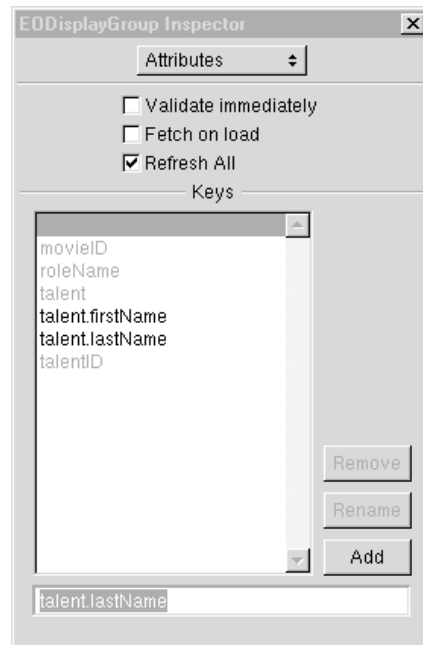 EODisplayGroup Inspector
Attributes
Validate immediately
Fetch on load
Refresh All
Keys
movieID
roleName
talent
talent.firstName
talent.lastName
talentID
Remove
Rename
Add
talent.lastName